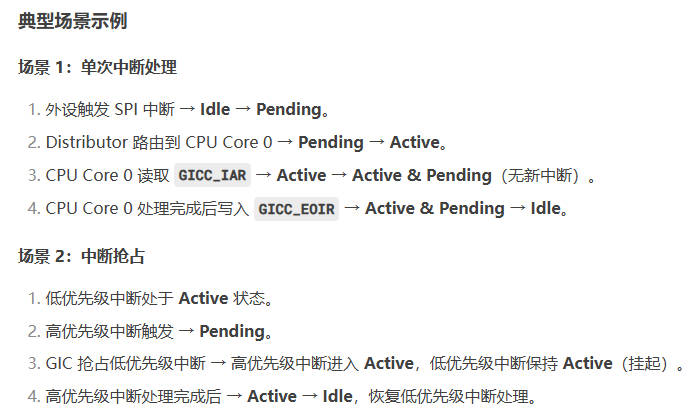 典型场景示例
场景 1：单次中断处理
1. 外设触发 SPI 中断 → Idle → Pending。
2. Distributor 路由到 CPU Core 0 → Pending → Active。
3. CPU Core 0 读取 GICC_IAR → Active → Active & Pending（无新中断）。
4. CPU Core 0 处理完成后写入 GICC_EOIR → Active & Pending → Idle。
场景 2：中断抢占
1. 低优先级中断处于 Active 状态。
2. 高优先级中断触发 → Pending。
3. GIC 抢占低优先级中断 → 高优先级中断进入 Active，低优先级中断保持 Active（挂起）。
4. 高优先级中断处理完成后 → Active → Idle，恢复低优先级中断处理。